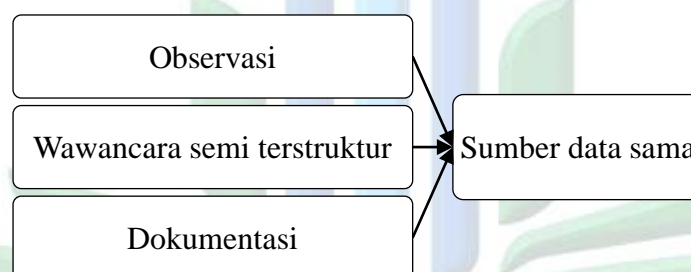 Observasi
Wawancara semi terstruktur
Sumber data sama
Dokumentasi